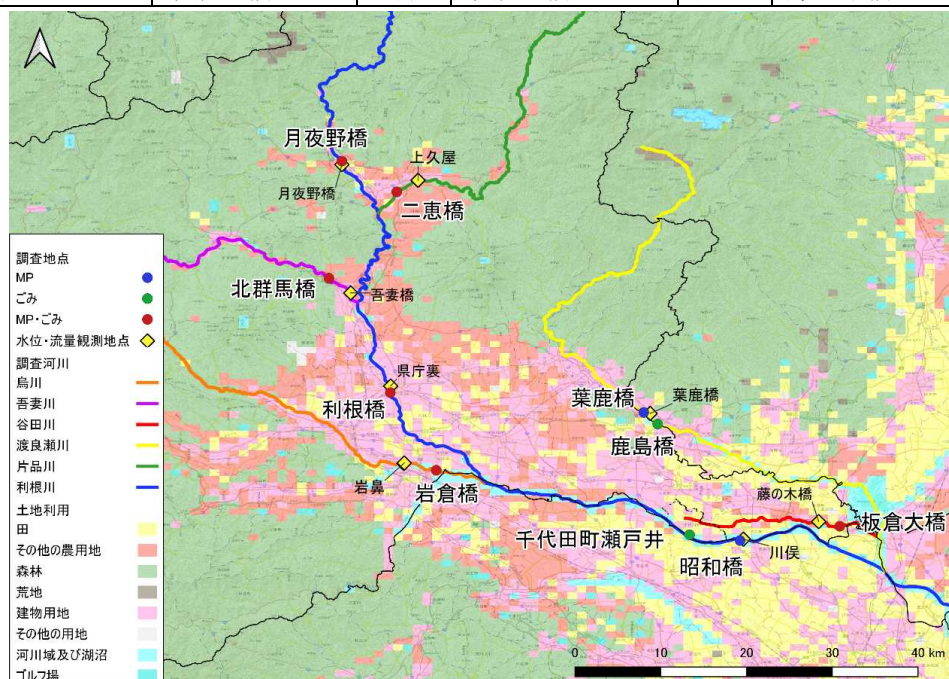 月夜野橋
上久屋
月夜野橋
二恵橋
北群馬橋
吾妻橋
県庁裏
利根橋
葉鹿橋
葉鹿橋
鹿島橋
岩鼻
岩倉橋
藤の木橋
板倉大橋
千代田町瀬戸井
川俣
昭和橋
調査地点
MP
ごみ
MP・ごみ
水位・流量観測地点
調査河川
烏川
吾妻川
谷田川
渡良瀬川
片品川
利根川
土地利用
田
その他の農用地
森林
荒地
建物用地
その他の用地
河川域及び湖沼
ゴルフ場
0 10 20 30 40 km